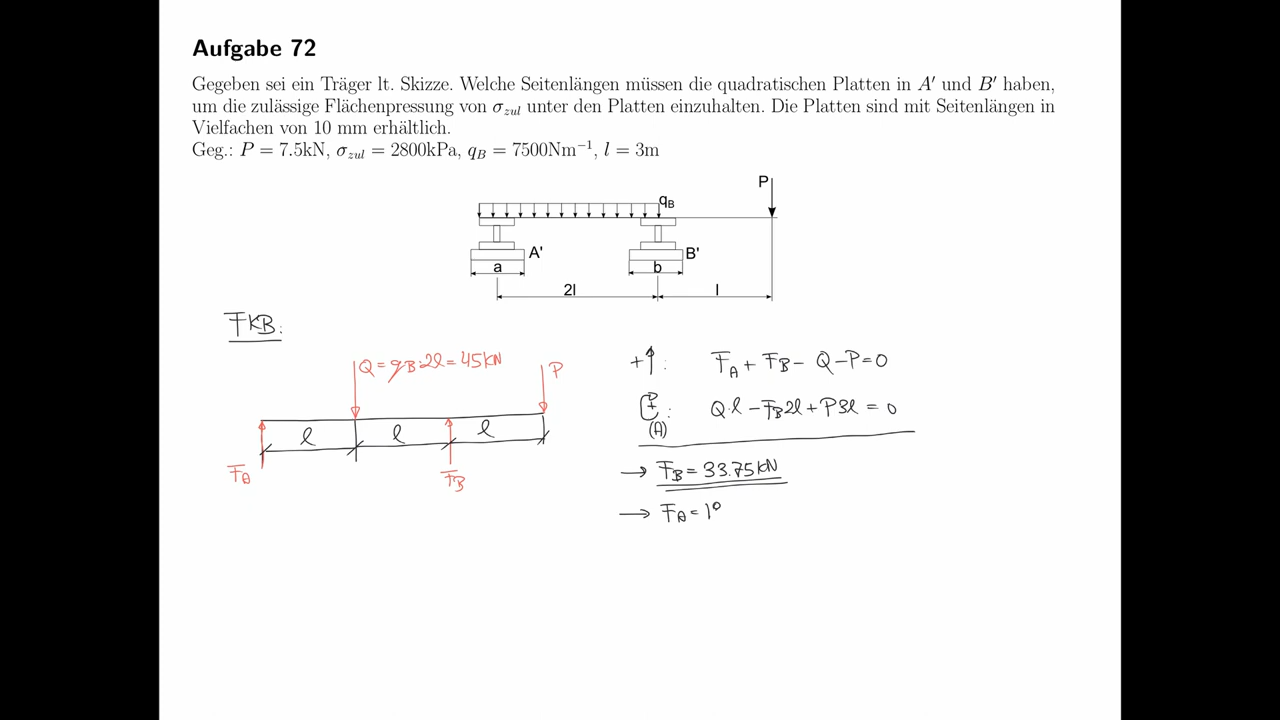 Aufgabe 72
Gegeben sei ein Träger lt. Skizze. Welche Seitenlängen müssen die quadratischen Platten in A′ und B′ haben,
um die zulässige Flächenpressung von σzul unter den Platten einzuhalten. Die Platten sind mit Seitenlängen in
Vielfachen von 10 mm erhältlich.
Geg.: P = 7.5kN, σzul = 2800kPa, qB = 7500Nm⁻¹, l = 3m
P
qB
A'
B'
a
b
2l
l
FKB:
Q = qB·2l = 45kN
P
l
l
l
FA
FB
+↑: FA + FB − Q − P = 0
(A) +: Q·l − FB2l + P3l = 0
→ FB = 33.75kN
→ FA = 1